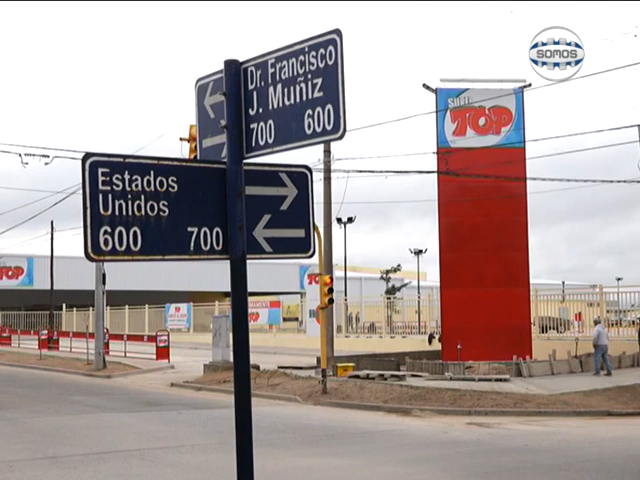 SOMOS
Dr. Francisco
J. Muñiz
700 600
Estados
Unidos
600 700
SUPER
TOP
TOP
TOP